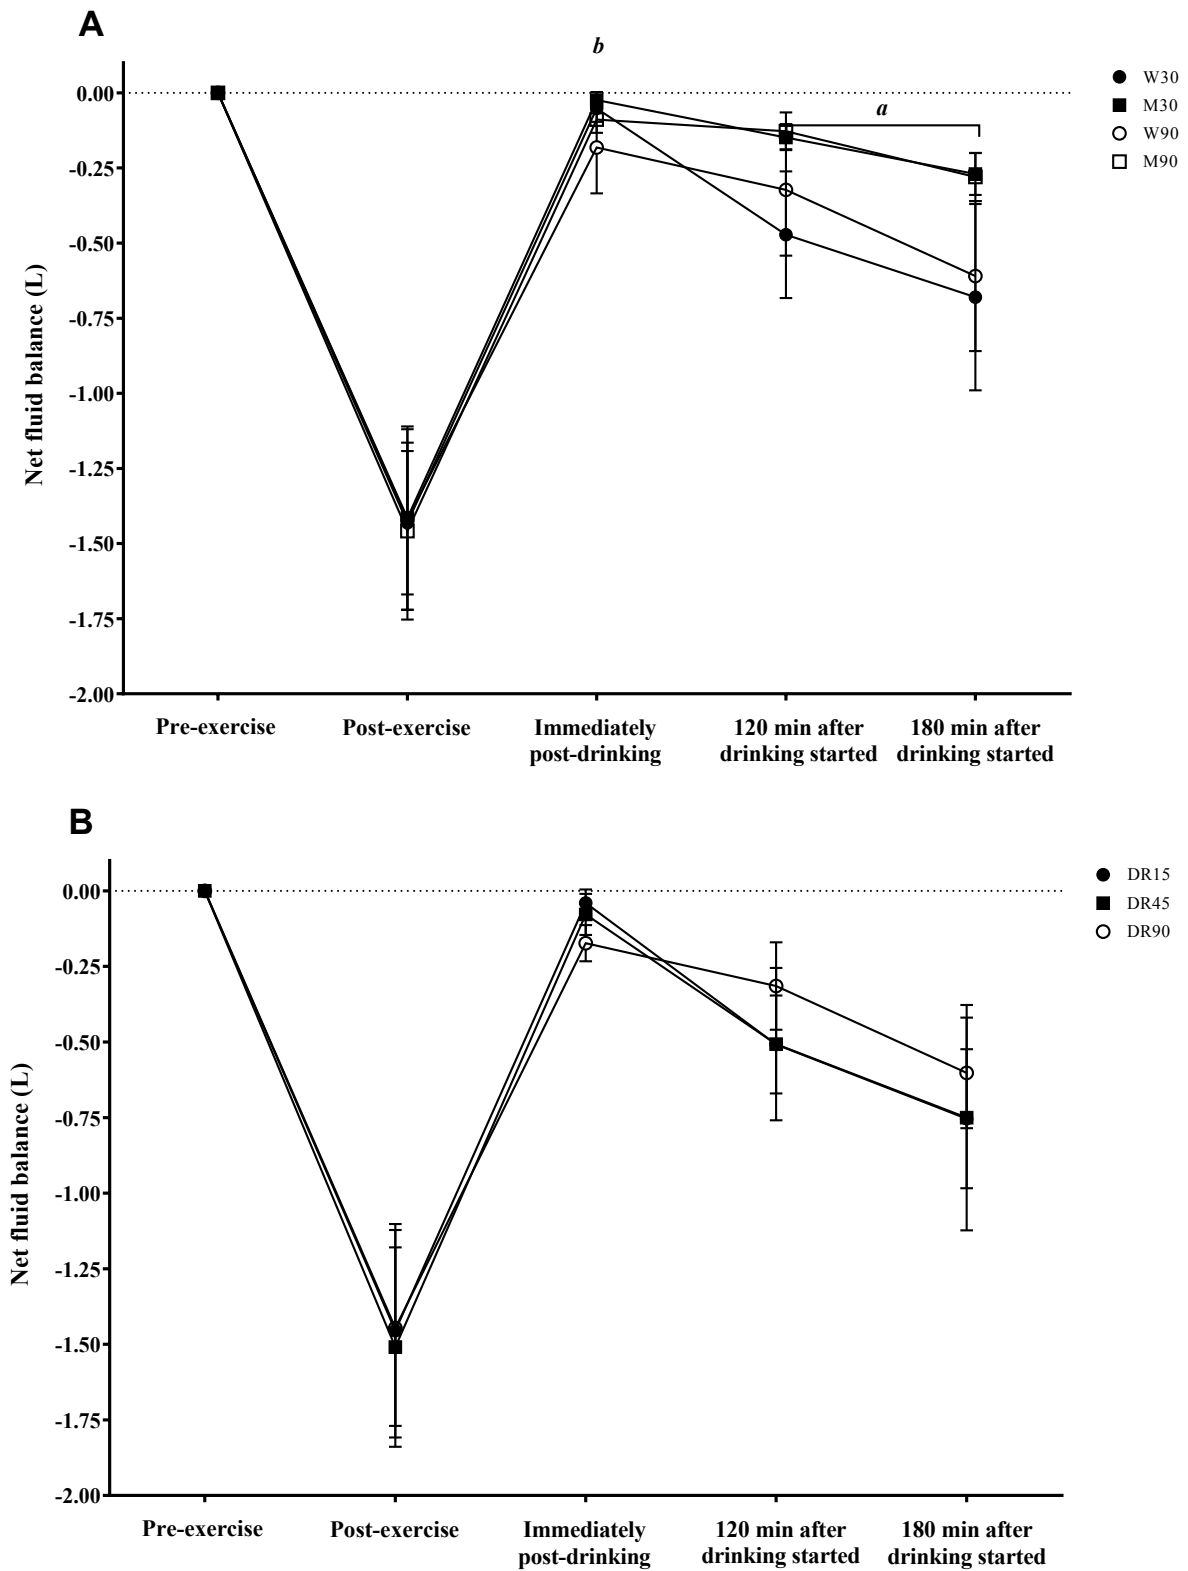 A
b
a
W30
M30
W90
M90
0.00
-0.25
-0.50
-0.75
-1.00
-1.25
-1.50
-1.75
-2.00
Net fluid balance (L)
Pre-exercise
Post-exercise
Immediately
post-drinking
120 min after
drinking started
180 min after
drinking started
B
DR15
DR45
DR90
0.00
-0.25
-0.50
-0.75
-1.00
-1.25
-1.50
-1.75
-2.00
Net fluid balance (L)
Pre-exercise
Post-exercise
Immediately
post-drinking
120 min after
drinking started
180 min after
drinking started